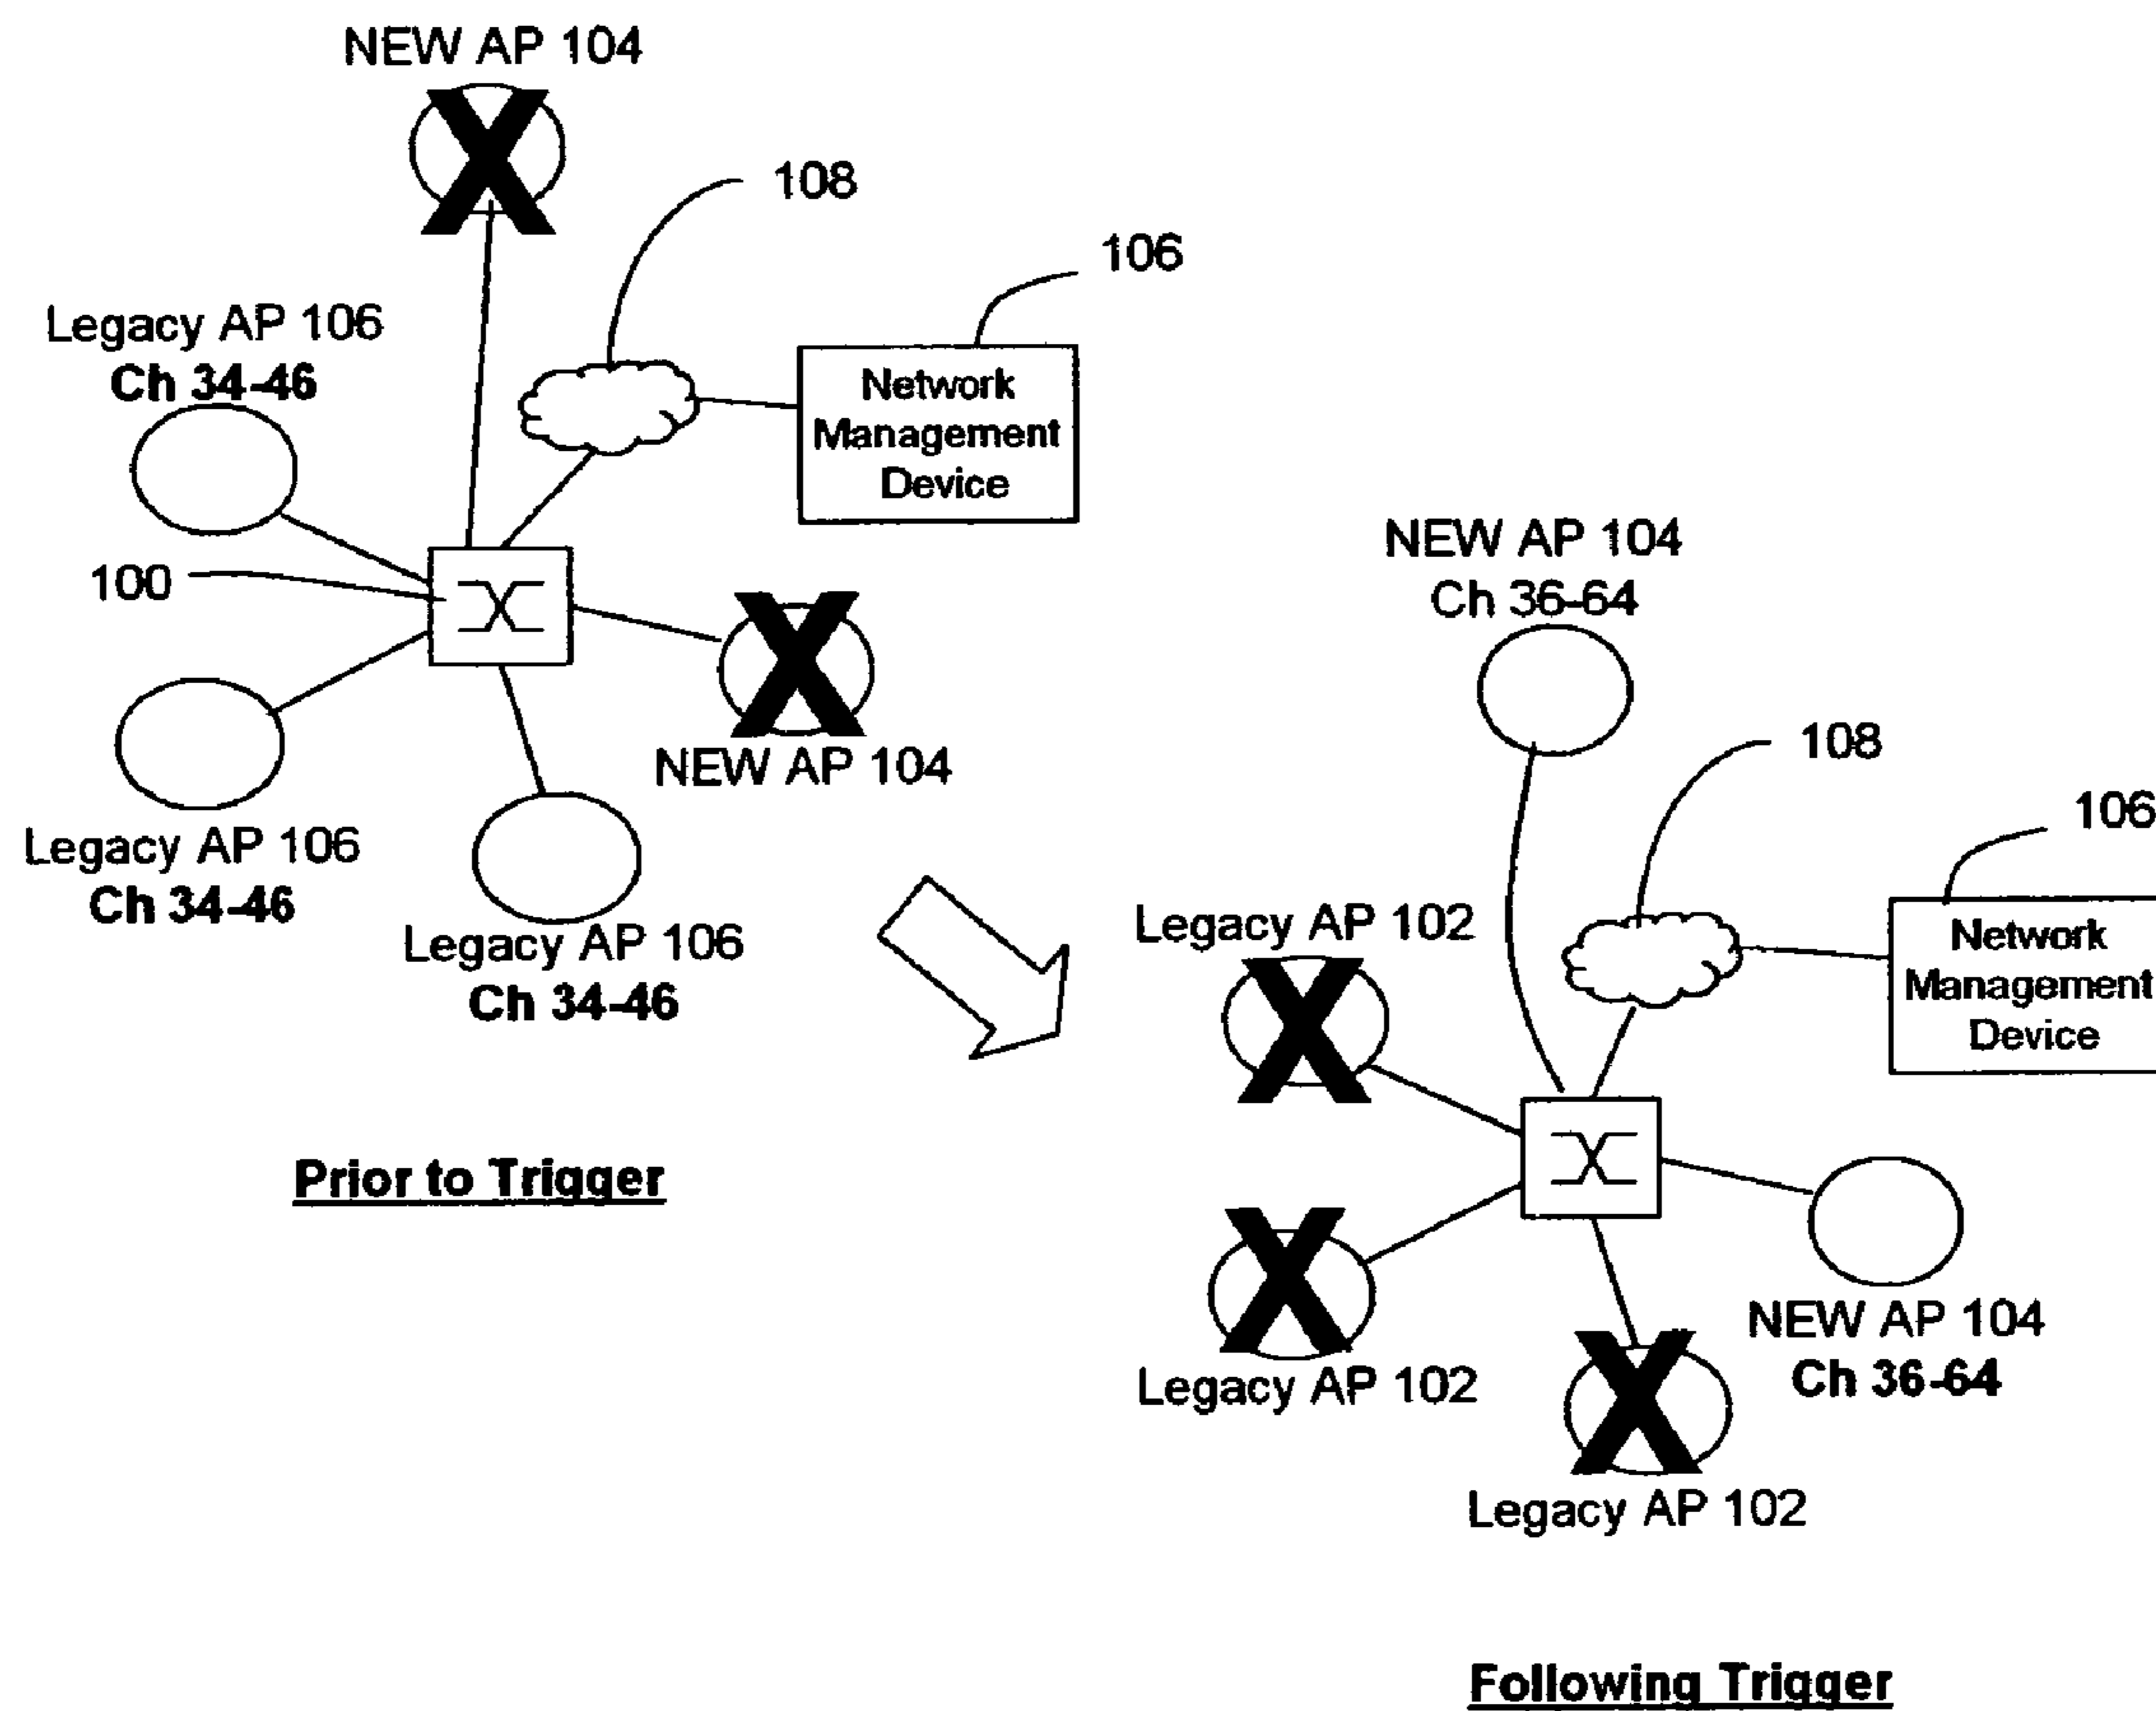 NEW AP 104
108
106
Legacy AP 106
Ch 34-46
Network
Management
Device
100
NEW AP 104
Legacy AP 106
Ch 34-46
Legacy AP 106
Ch 34-46
Prior to Trigger
NEW AP 104
Ch 36-64
108
106
Legacy AP 102
Network
Management
Device
Legacy AP 102
NEW AP 104
Ch 36-64
Legacy AP 102
Following Trigger